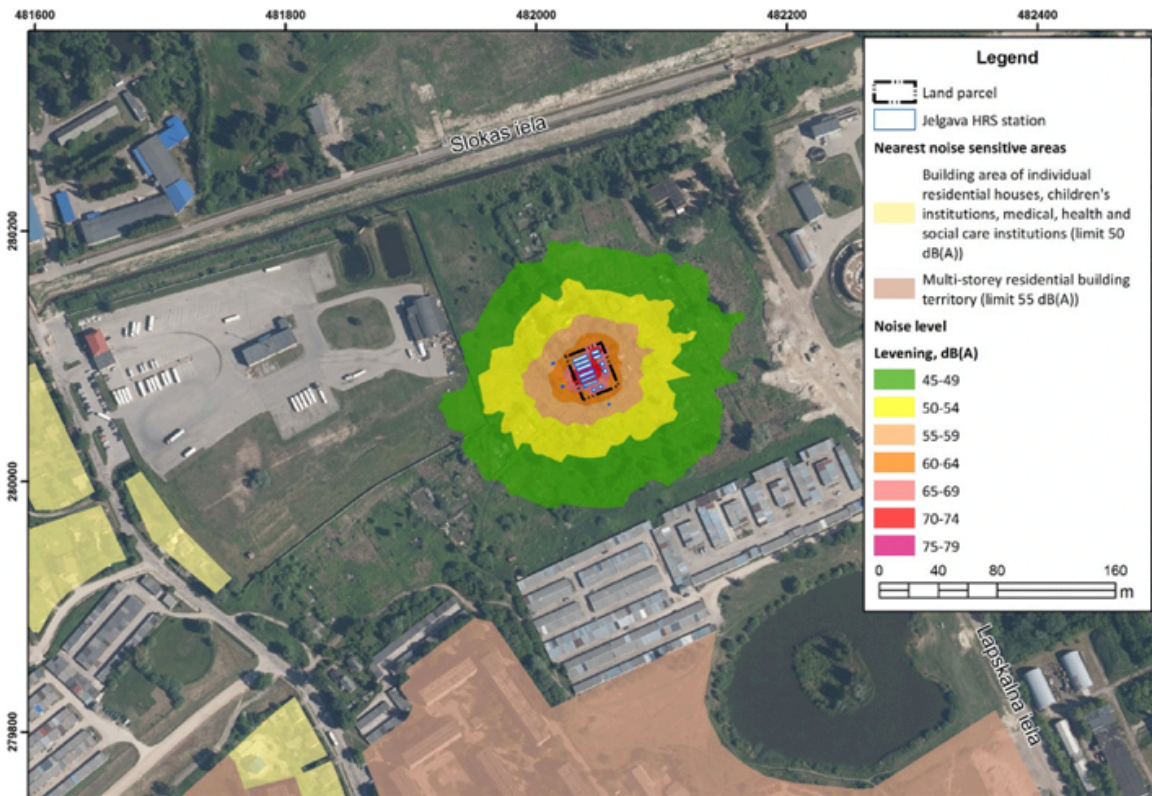 481600
481800
482000
482200
482400
280200
280000
279800
Slokas iela
Lapskalna iela
Legend
Land parcel
Jelgava HRS station
Nearest noise sensitive areas
Building area of individual
residential houses, children's
institutions, medical, health and
social care institutions (limit 50
dB(A))
Multi-storey residential building
territory (limit 55 dB(A))
Noise level
Levening, dB(A)
45-49
50-54
55-59
60-64
65-69
70-74
75-79
0 40 80 160
m